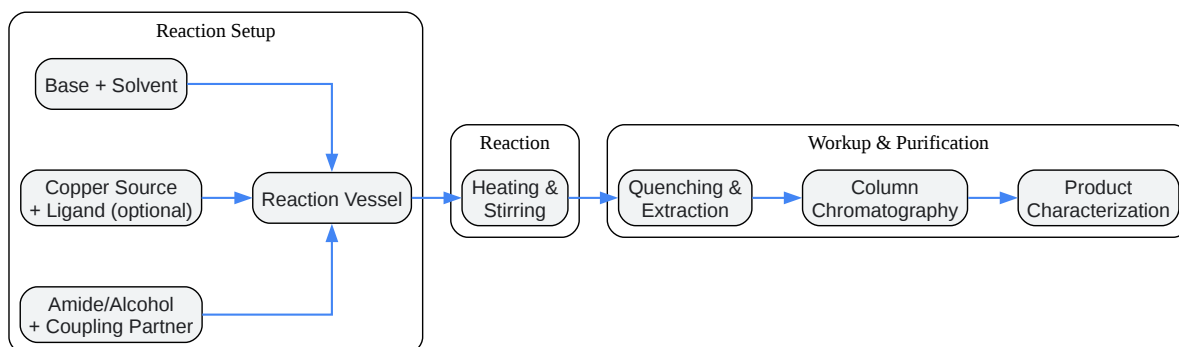 Reaction Setup
Base + Solvent
Copper Source
+ Ligand (optional)
Reaction Vessel
Amide/Alcohol
+ Coupling Partner
Reaction
Heating &
Stirring
Workup & Purification
Quenching &
Extraction
Column
Chromatography
Product
Characterization